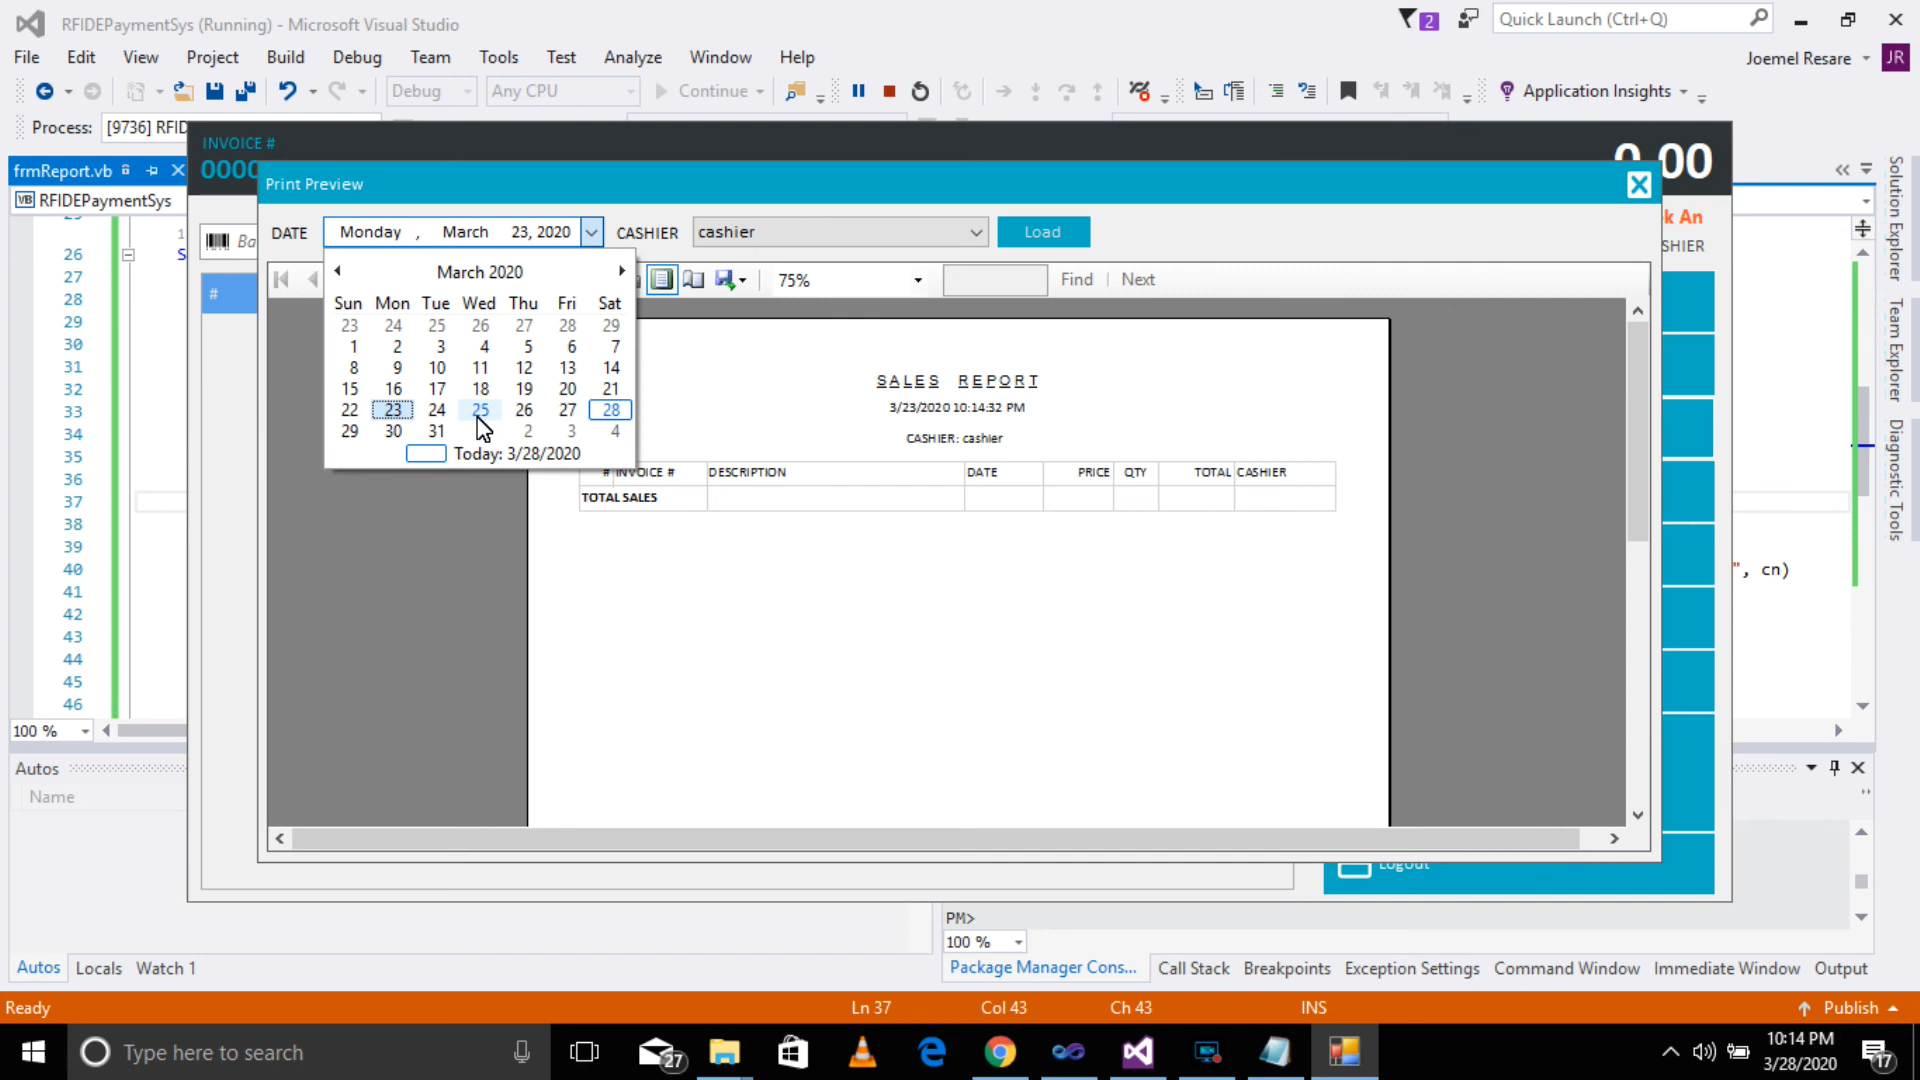 RFIDEPaymentSys (Running) - Microsoft Visual Studio
2
Quick Launch (Ctrl+Q)
File Edit View Project Build Debug Team Tools Test Analyze Window Help
Joemel Resare JR
Debug Any CPU Continue Application Insights
Process: [9736] RFID
INVOICE #
0000
0.00
frmReport.vb
Print Preview
VB RFIDEPaymentSys
DATE Monday , March 23, 2020 CASHIER cashier Load
75% Find Next
March 2020
Sun Mon Tue Wed Thu Fri Sat
23 24 25 26 27 28 29
1 2 3 4 5 6 7
8 9 10 11 12 13 14
15 16 17 18 19 20 21
22 23 24 25 26 27 28
29 30 31 2 3 4
Today: 3/28/2020
SALES REPORT
3/23/2020 10:14:32 PM
CASHIER: cashier
# INVOICE # DESCRIPTION DATE PRICE QTY TOTAL CASHIER
TOTAL SALES
k An
SHIER
Ba
#
1
S
26
27
28
29
30
31
32
33
34
35
36
37
38
39
40
41
42
43
44
45
46
", cn)
Solution Explorer
Team Explorer
Diagnostic Tools
100 %
Logout
Autos
Name
PM>
100 %
Autos Locals Watch 1
Package Manager Cons... Call Stack Breakpoints Exception Settings Command Window Immediate Window Output
Ready Ln 37 Col 43 Ch 43 INS Publish
Type here to search
27
10:14 PM
3/28/2020
17